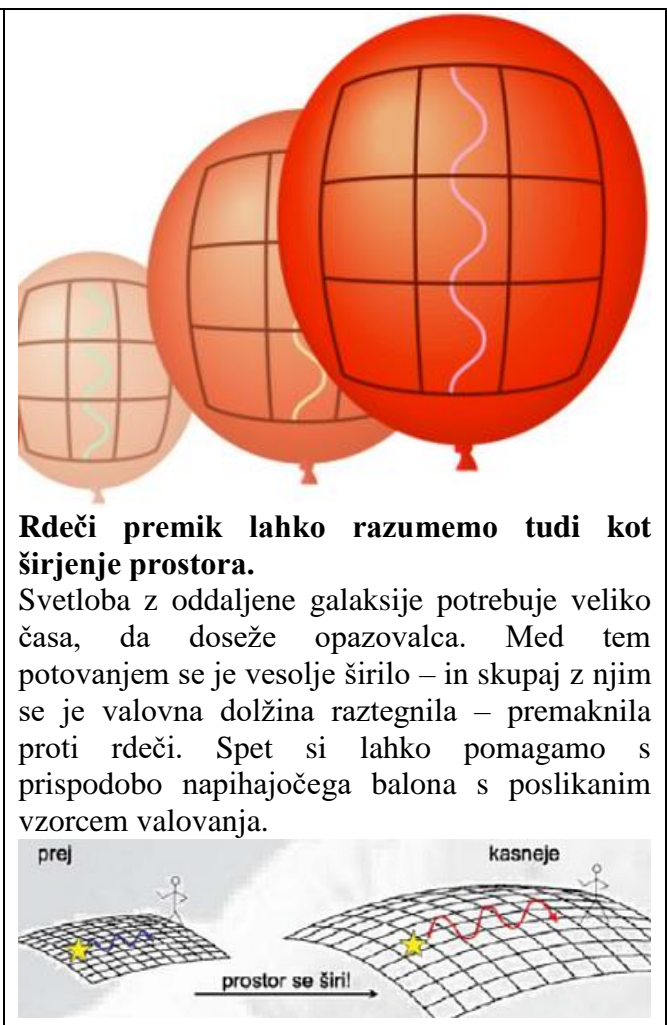 Rdeči premik lahko razumemo tudi kot
širjenje prostora.
Svetloba z oddaljene galaksije potrebuje veliko
časa, da doseže opazovalca. Med tem
potovanjem se je vesolje širilo – in skupaj z njim
se je valovna dolžina raztegnila – premaknila
proti rdeči. Spet si lahko pomagamo s
prispodobo napihajočega balona s poslikanim
vzorcem valovanja.
prej
kasneje
prostor se širi!